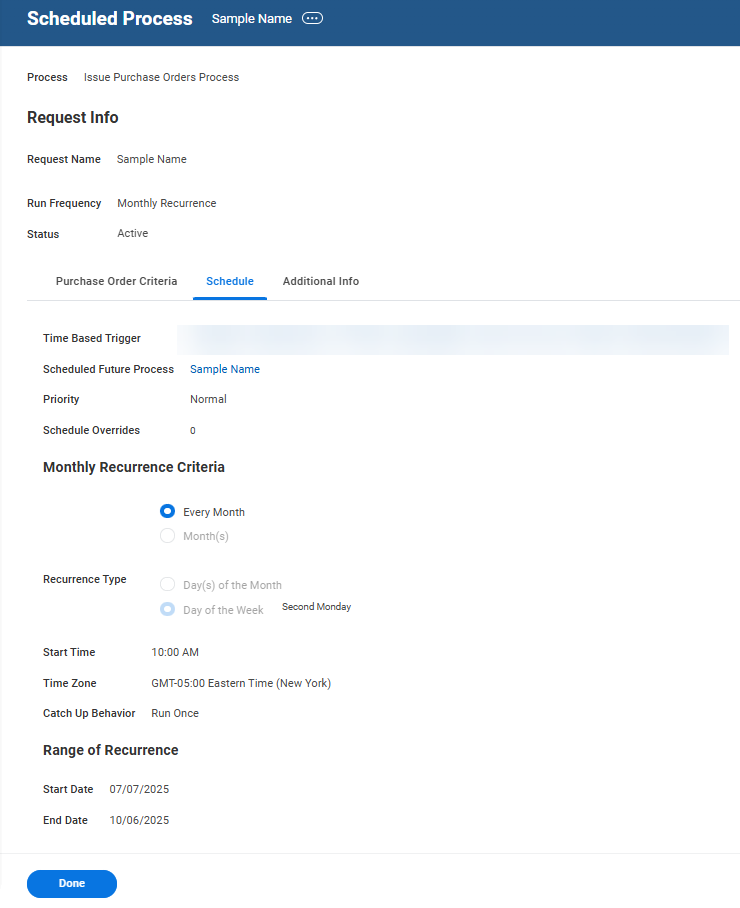 Scheduled Process Sample Name
Process Issue Purchase Orders Process
Request Info
Request Name Sample Name
Run Frequency Monthly Recurrence
Status Active
Purchase Order Criteria Schedule Additional Info
Time Based Trigger
Scheduled Future Process Sample Name
Priority Normal
Schedule Overrides 0
Monthly Recurrence Criteria
Every Month
Month(s)
Recurrence Type Day(s) of the Month
Day of the Week Second Monday
Start Time 10:00 AM
Time Zone GMT-05:00 Eastern Time (New York)
Catch Up Behavior Run Once
Range of Recurrence
Start Date 07/07/2025
End Date 10/06/2025
Done